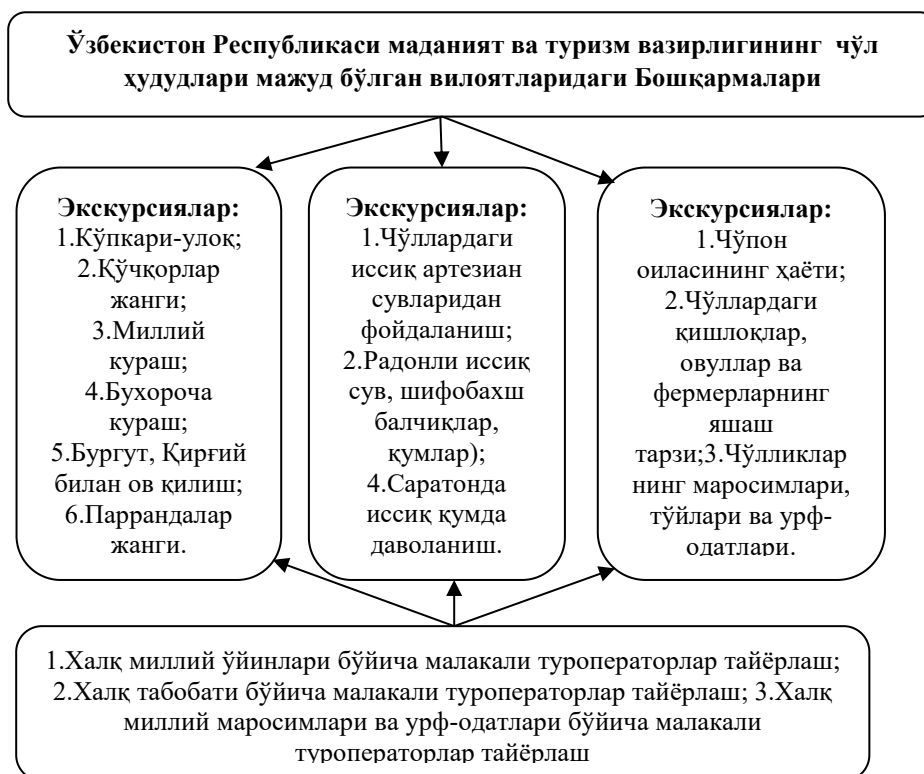 Ўзбекистон Республикаси маданият ва туризм вазирлигининг чўл
ҳудудлари мажуд бўлган вилоятларидаги Бошқармалари
Экскурсиялар:
1.Кўпкари-улоқ;
2.Қўчқорлар
жанги;
3.Миллий
кураш;
4.Бухороча
кураш;
5.Бургут, Қирғий
билан ов қилиш;
6.Паррандалар
жанги.
Экскурсиялар:
1.Чўллардаги
иссиқ артезиан
сувларидан
фойдаланиш;
2.Радонли иссиқ
сув, шифобахш
балчиқлар,
қумлар);
4.Саратонда
иссиқ қумда
даволаниш.
Экскурсиялар:
1.Чўпон
оиласининг ҳаёти;
2.Чўллардаги
қишлоқлар,
овуллар ва
фермерларнинг
яшаш
тарзи;3.Чўлликлар
нинг маросимлари,
тўйлари ва урф-
одатлари.
1.Халқ миллий ўйинлари бўйича малакали туроператорлар тайёрлаш;
2.Халқ табобати бўйича малакали туроператорлар тайёрлаш; 3.Халқ
миллий маросимлари ва урф-одатлари бўйича малакали
туроператорлар тайёрлаш